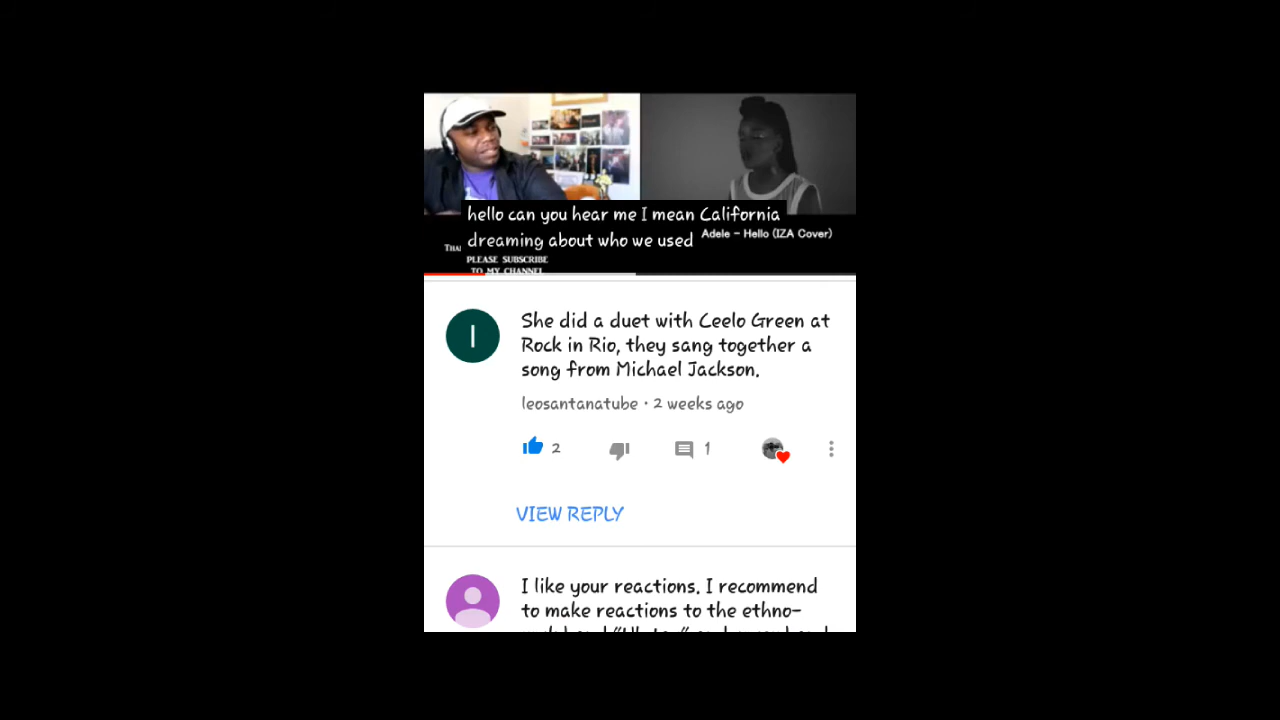 hello can you hear me I mean California
dreaming about who we used
Adele - Hello (IZA Cover)
PLEASE SUBSCRIBE
TO MY CHANNEL
I
She did a duet with Ceelo Green at
Rock in Rio, they sang together a
song from Michael Jackson.
leosantanatube · 2 weeks ago
2
1
VIEW REPLY
I like your reactions. I recommend
to make reactions to the ethno-